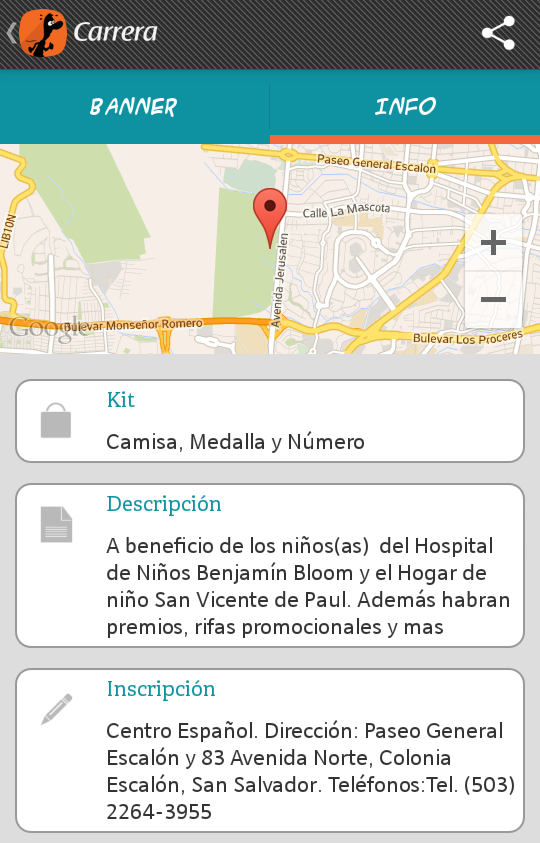 Carrera
BANNER
INFO
Paseo General Escalon
Calle La Mascota
LIB10N
Avenida Jerusalen
Google
Bulevar Monseñor Romero
Bulevar Los Proceres
+
−
Kit
Camisa, Medalla y Número
Descripción
A beneficio de los niños(as)  del Hospital
de Niños Benjamín Bloom y el Hogar de
niño San Vicente de Paul. Además habran
premios, rifas promocionales y mas
Inscripción
Centro Español. Dirección: Paseo General
Escalón y 83 Avenida Norte, Colonia
Escalón, San Salvador. Teléfonos:Tel. (503)
2264-3955